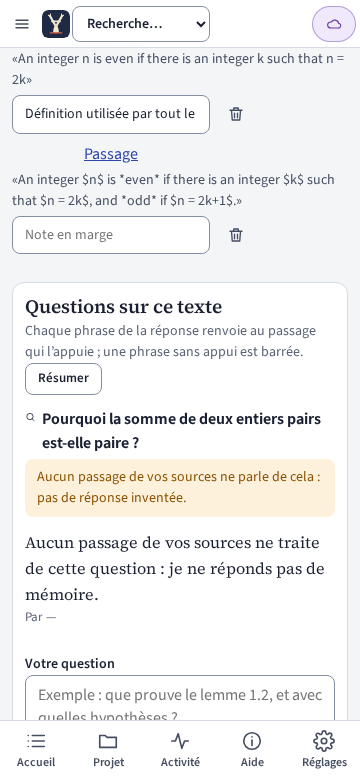 Recherche…
«An integer n is even if there is an integer k such that n =
2k»
Définition utilisée par tout le
Passage
«An integer $n$ is *even* if there is an integer $k$ such
that $n = 2k$, and *odd* if $n = 2k+1$.»
Note en marge
Questions sur ce texte
Chaque phrase de la réponse renvoie au passage
qui l’appuie ; une phrase sans appui est barrée.
Résumer
Pourquoi la somme de deux entiers pairs
est-elle paire ?
Aucun passage de vos sources ne parle de cela :
pas de réponse inventée.
Aucun passage de vos sources ne traite
de cette question : je ne réponds pas de
mémoire.
Par —
Votre question
Exemple : que prouve le lemme 1.2, et avec
quelles hypothèses ?
Accueil
Projet
Activité
Aide
Réglages